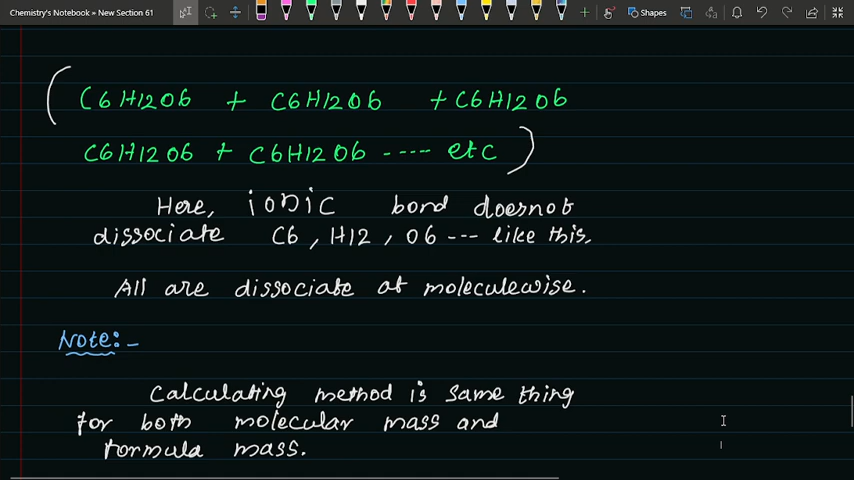 Chemistry's Notebook » New Section 61
Shapes
( C6H12O6 + C6H12O6 + C6H12O6
C6H12O6 + C6H12O6 ---- etc )
Here, ionic bond doesnot
dissociate C6, H12, O6 --- like this.
All are dissociate at moleculewise.
Note:-
Calculating method is same thing
for both molecular mass and
formula mass.